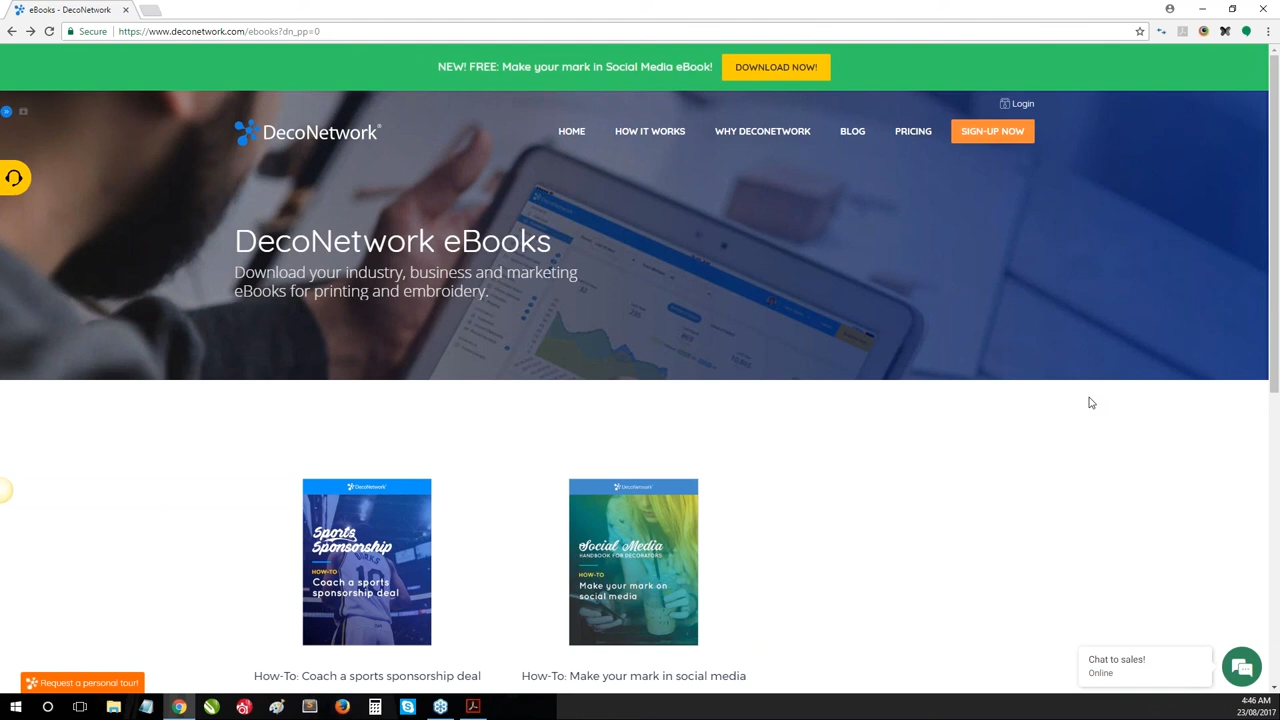 eBooks - DecoNetwork
Secure
https://www.deconetwork.com/ebooks?dn_pp=0
NEW! FREE: Make your mark in Social Media eBook!
DOWNLOAD NOW!
Login
DecoNetwork®
HOME
HOW IT WORKS
WHY DECONETWORK
BLOG
PRICING
SIGN-UP NOW
DecoNetwork eBooks
Download your industry, business and marketing
eBooks for printing and embroidery.
DecoNetwork
Sports
Sponsorship
HOW-TO
Coach a sports
sponsorship deal
DecoNetwork
Social Media
HANDBOOK FOR DECORATORS
HOW-TO
Make your mark on
social media
How-To: Coach a sports sponsorship deal
How-To: Make your mark in social media
Chat to sales!
Online
Request a personal tour!
4:46 AM
23/08/2017